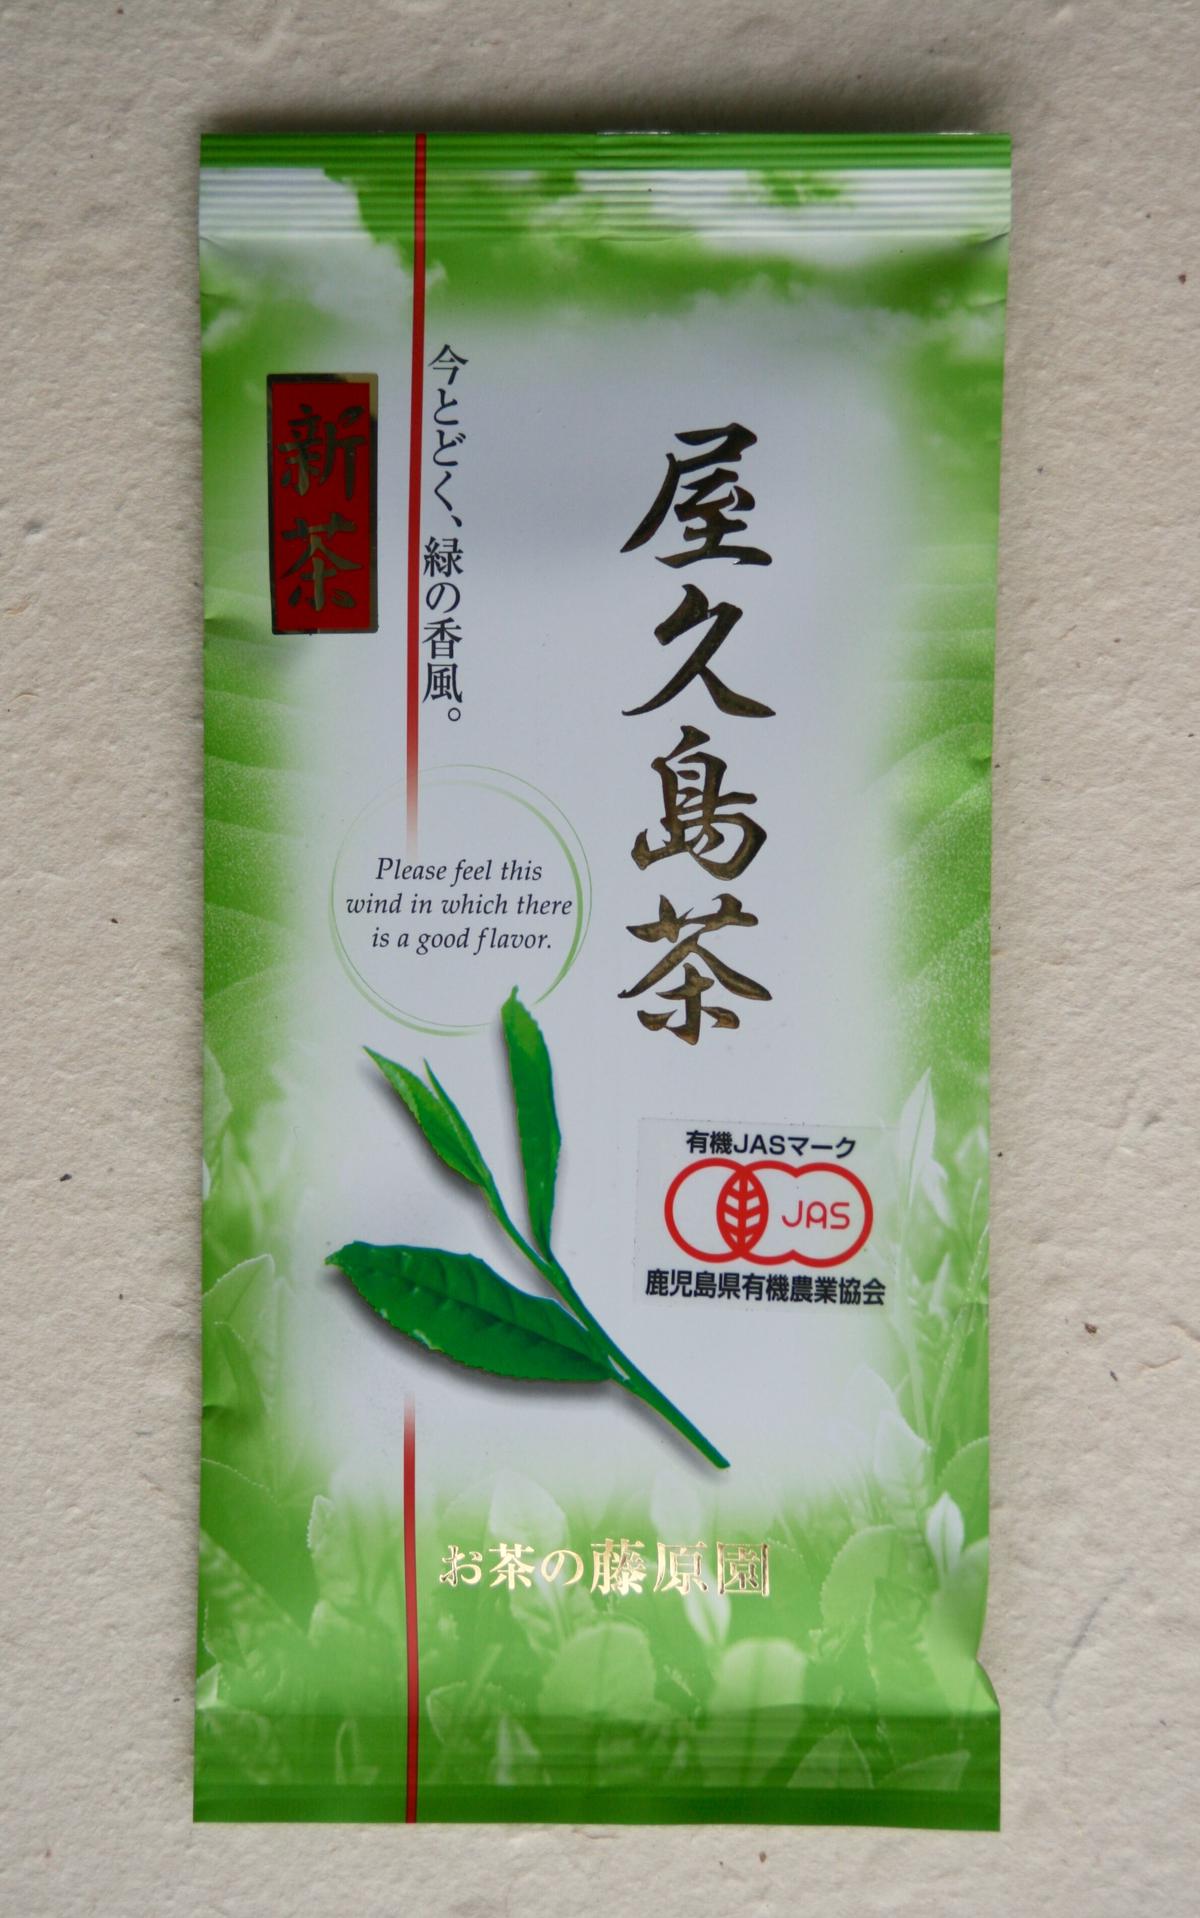 屋久島茶
今とどく、緑の香風。
新茶
Please feel this
wind in which there
is a good flavor.
有機JASマーク
JAS
鹿児島県有機農業協会
お茶の藤原園